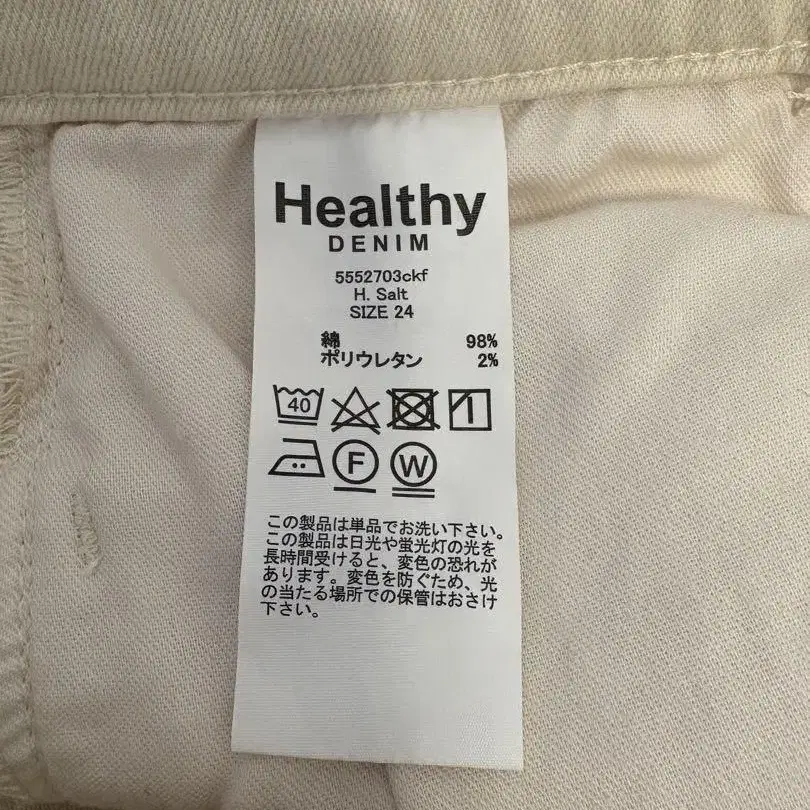 Healthy
DENIM
5552703ckf
H. Salt
SIZE 24
綿 98%
ポリウレタン 2%
40
F W
この製品は単品でお洗い下さい。
この製品は日光や蛍光灯の光を
長時間受けると、変色の恐れが
あります。変色を防ぐため、光
の当たる場所での保管はおさけ
下さい。